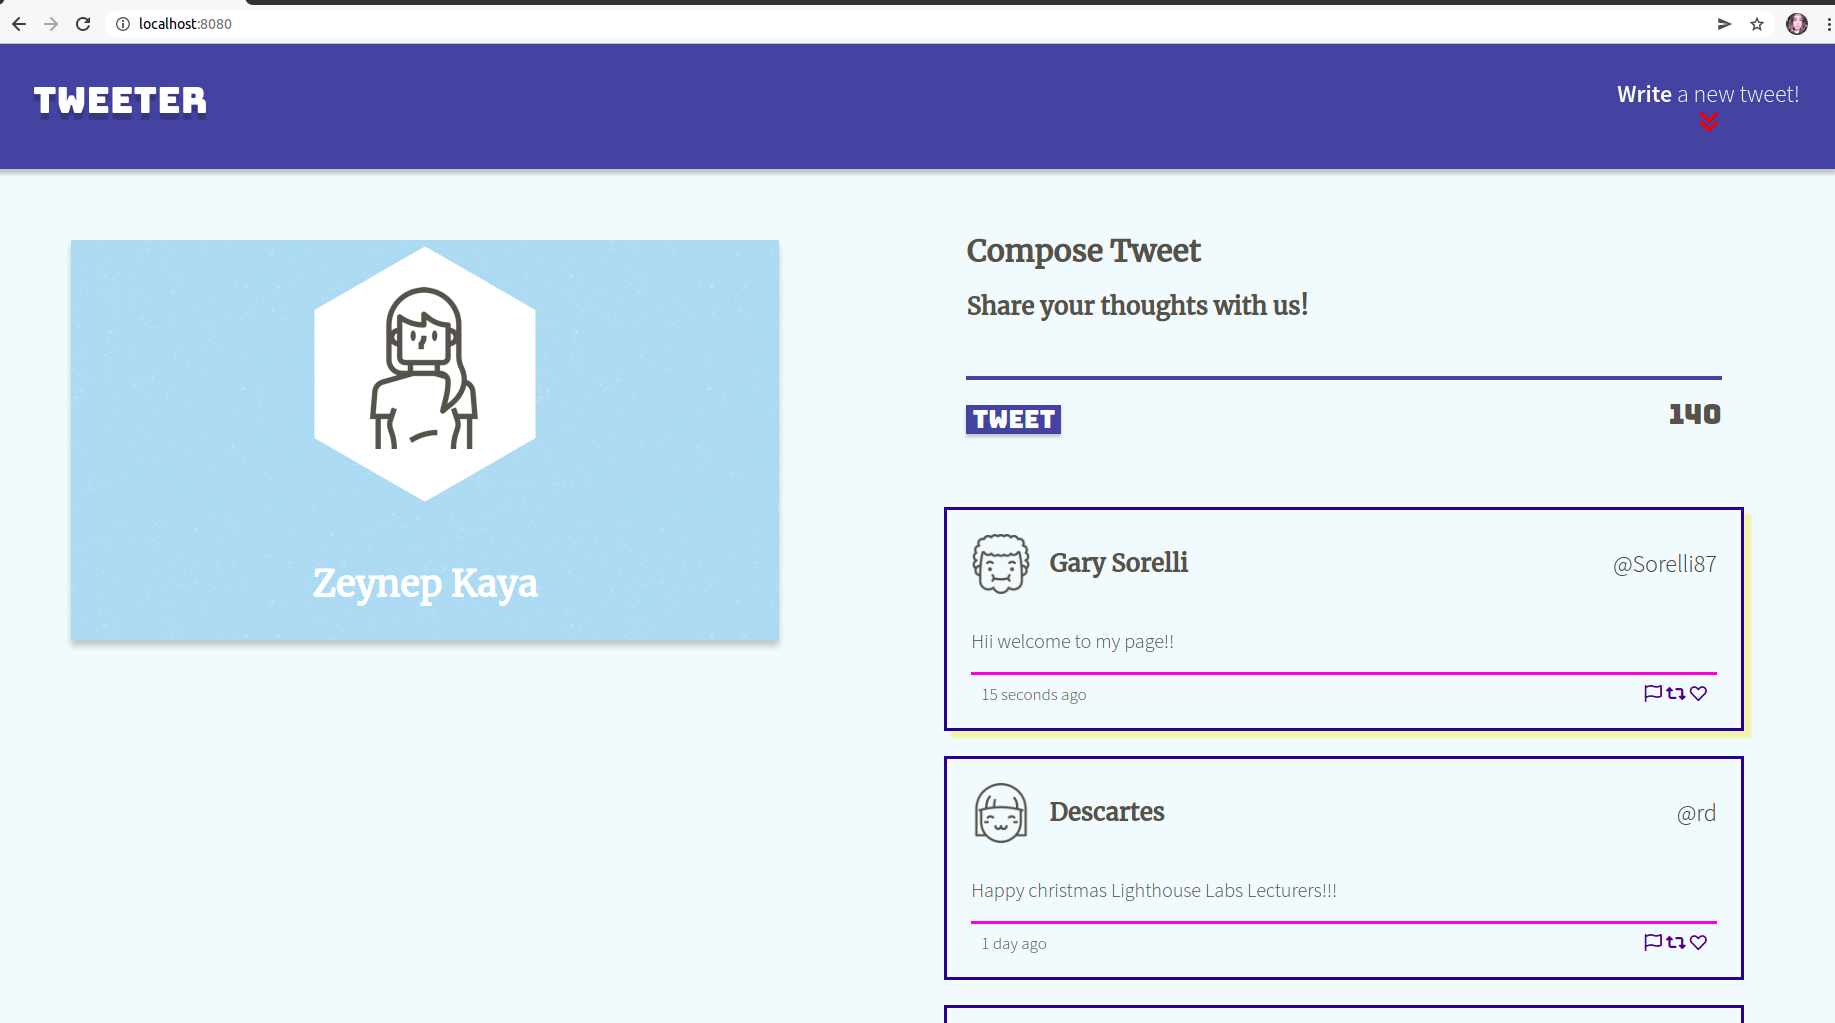 localhost:8080
TWEETER
Write a new tweet!
Zeynep Kaya
Compose Tweet
Share your thoughts with us!
TWEET
140
Gary Sorelli
@Sorelli87
Hii welcome to my page!!
15 seconds ago
Descartes
@rd
Happy christmas Lighthouse Labs Lecturers!!!
1 day ago